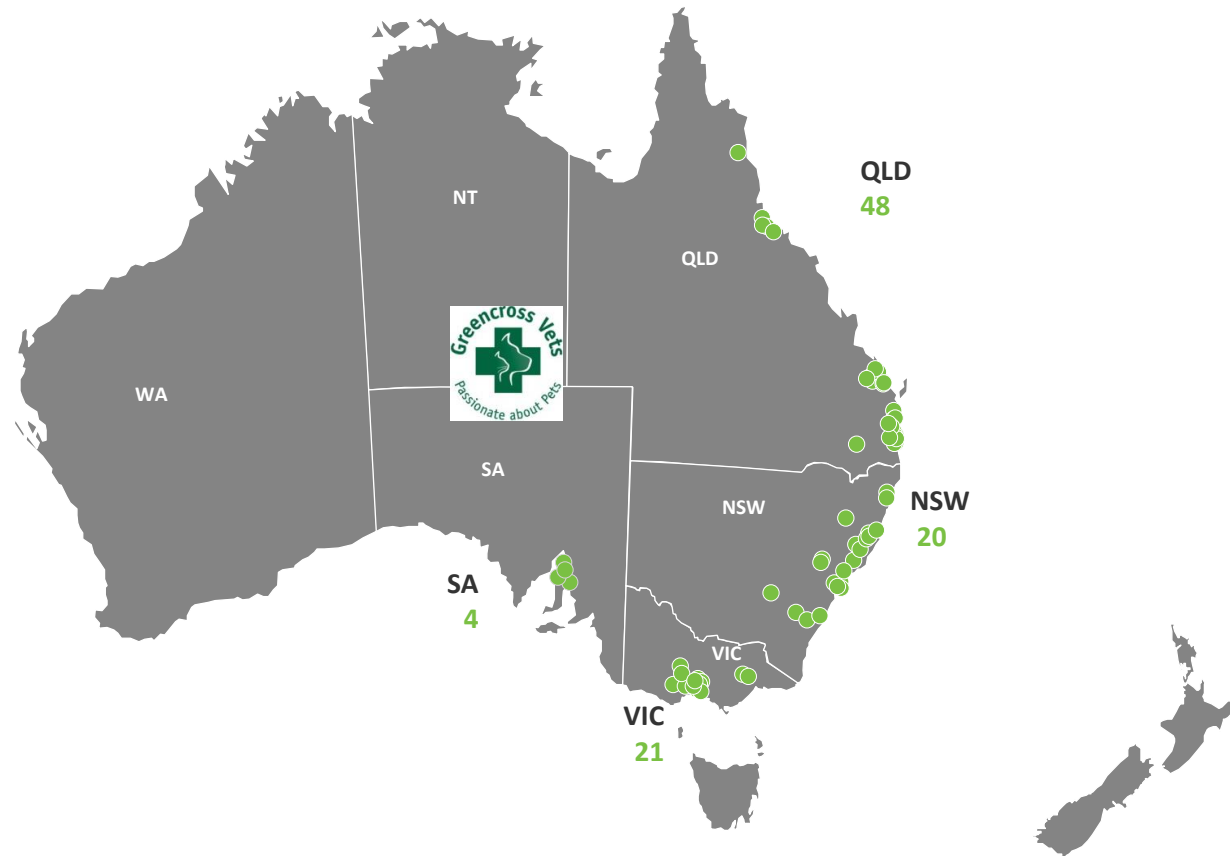 QLD
48
NT
QLD
Greencross Vets
Passionate about Pets
WA
SA
NSW
NSW
20
SA
4
VIC
VIC
21